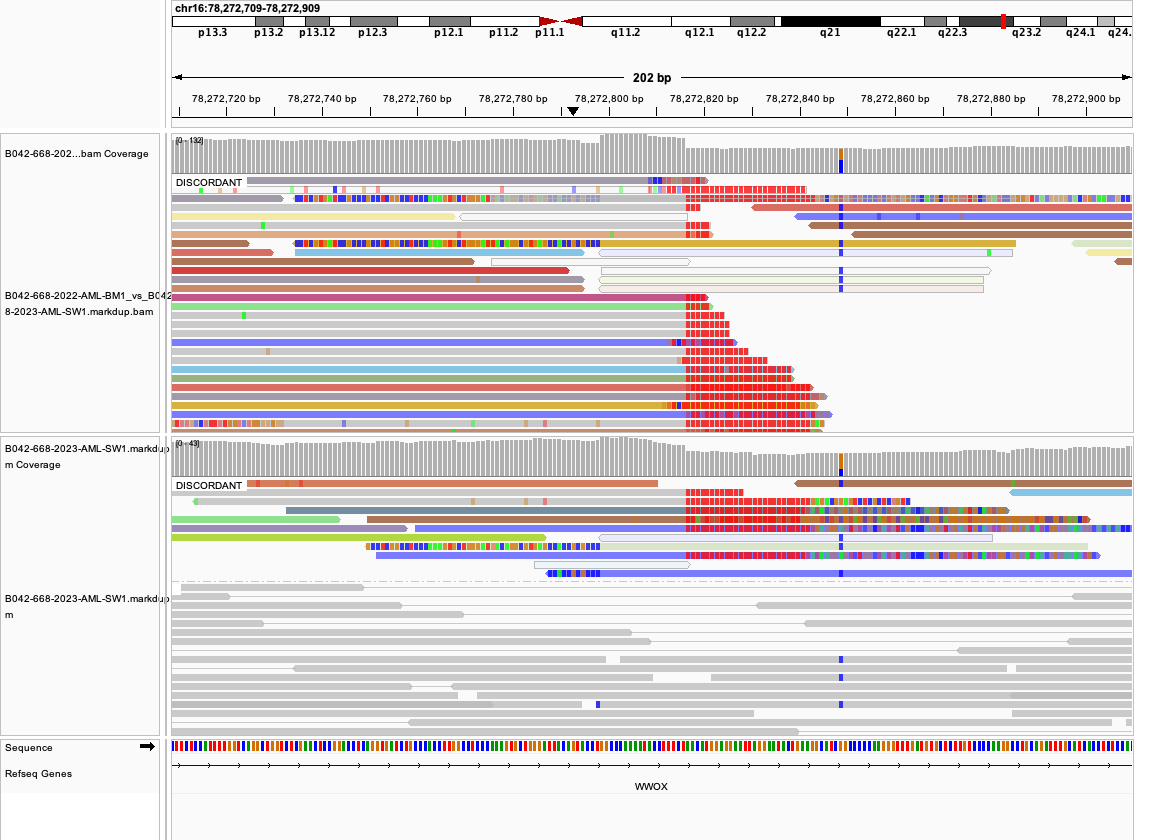 chr16:78,272,709-78,272,909
p13.3 p13.2 p13.12 p12.3 p12.1 p11.2 p11.1 q11.2 q12.1 q12.2 q21 q22.1 q22.3 q23.2 q24.1 q24.
202 bp
78,272,720 bp 78,272,740 bp 78,272,760 bp 78,272,780 bp 78,272,800 bp 78,272,820 bp 78,272,840 bp 78,272,860 bp 78,272,880 bp 78,272,900 bp
[0 - 132]
B042-668-202...bam Coverage
DISCORDANT
B042-668-2022-AML-BM1_vs_B042
8-2023-AML-SW1.markdup.bam
[0 - 43]
B042-668-2023-AML-SW1.markdup
m Coverage
DISCORDANT
B042-668-2023-AML-SW1.markdup
m
Sequence
Refseq Genes
WWOX